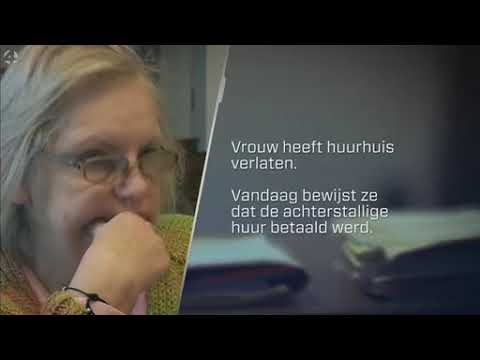 Vrouw heeft huurhuis
verlaten.
Vandaag bewijst ze
dat de achterstallige
huur betaald werd.